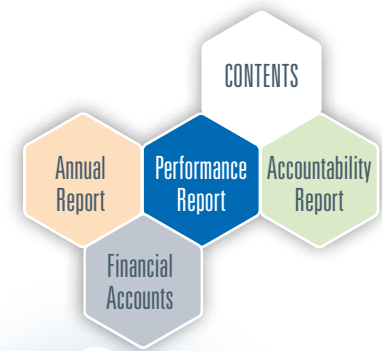 CONTENTS
Annual
Report
Performance
Report
Accountability
Report
Financial
Accounts